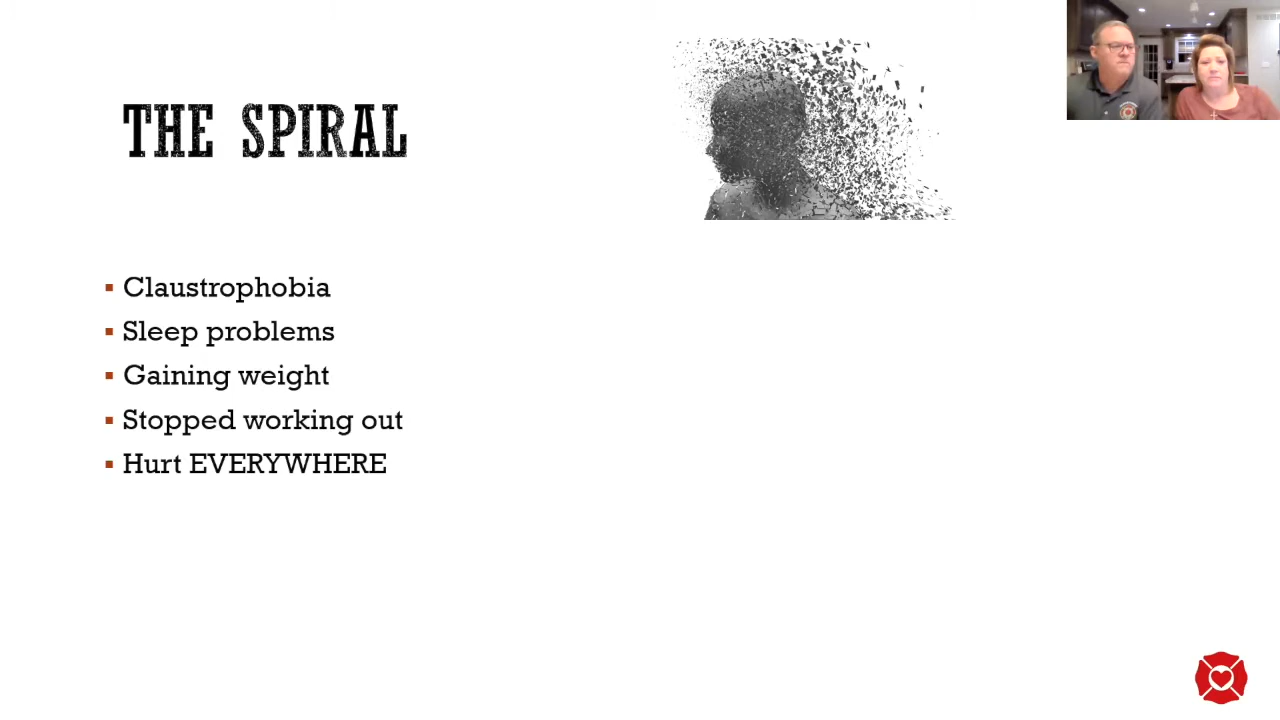 THE SPIRAL
Claustrophobia
Sleep problems
Gaining weight
Stopped working out
Hurt EVERYWHERE